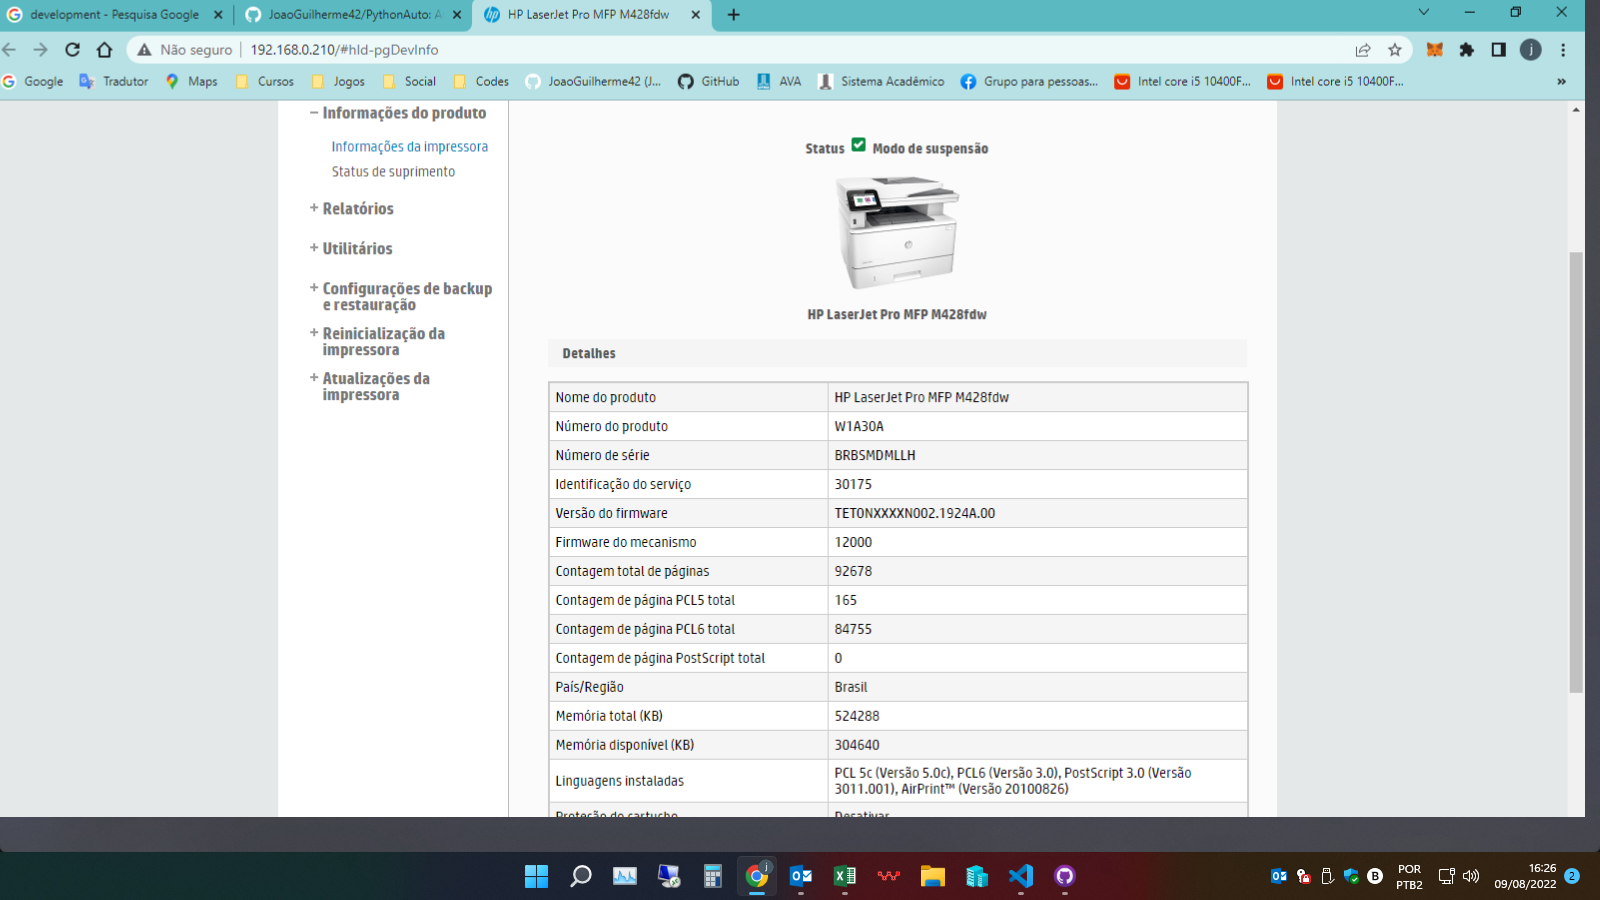 development - Pesquisa Google
JoaoGuilherme42/PythonAuto: A
HP LaserJet Pro MFP M428fdw
Não seguro
192.168.0.210/#hId-pgDevInfo
j
Google
Tradutor
Maps
Cursos
Jogos
Social
Codes
JoaoGuilherme42 (J...
GitHub
AVA
Sistema Acadêmico
Grupo para pessoas...
Intel core i5 10400F...
Intel core i5 10400F...
»
− Informações do produto
Informações da impressora
Status de suprimento
+ Relatórios
+ Utilitários
+ Configurações de backup
e restauração
+ Reinicialização da
impressora
+ Atualizações da
impressora
Status Modo de suspensão
HP LaserJet Pro MFP M428fdw
Detalhes
Nome do produto HP LaserJet Pro MFP M428fdw
Número do produto W1A30A
Número de série BRBSMDMLLH
Identificação do serviço 30175
Versão do firmware TETONXXXXN002.1924A.00
Firmware do mecanismo 12000
Contagem total de páginas 92678
Contagem de página PCL5 total 165
Contagem de página PCL6 total 84755
Contagem de página PostScript total 0
País/Região Brasil
Memória total (KB) 524288
Memória disponível (KB) 304640
Linguagens instaladas PCL 5c (Versão 5.0c), PCL6 (Versão 3.0), PostScript 3.0 (Versão
3011.001), AirPrint™ (Versão 20100826)
Proteção do cartucho Desativar
POR
PTB2
16:26
09/08/2022
2